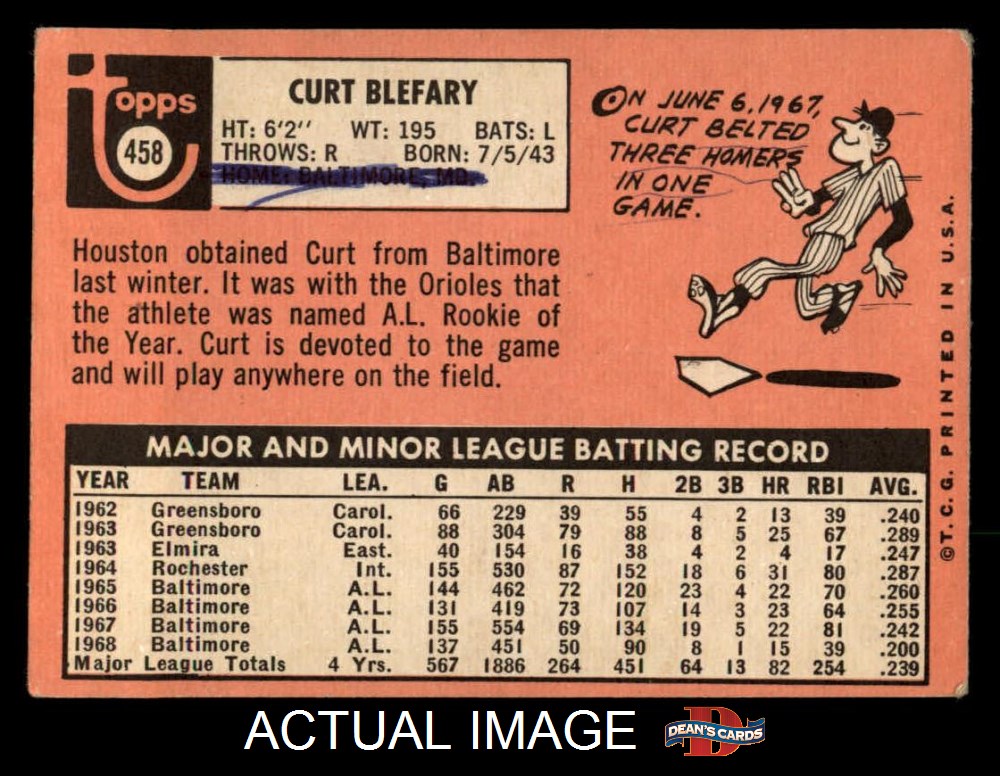 topps
458
CURT BLEFARY
HT: 6'2" WT: 195 BATS: L
THROWS: R BORN: 7/5/43
HOME: BALTIMORE, MD.
ON JUNE 6, 1967,
CURT BELTED
THREE HOMERS
IN ONE
GAME.
Houston obtained Curt from Baltimore
last winter. It was with the Orioles that
the athlete was named A.L. Rookie of
the Year. Curt is devoted to the game
and will play anywhere on the field.
©T.C.G. PRINTED IN U.S.A.
MAJOR AND MINOR LEAGUE BATTING RECORD
YEAR TEAM LEA. G AB R H 2B 3B HR RBI AVG.
1962 Greensboro Carol. 66 229 39 55 4 2 13 39 .240
1963 Greensboro Carol. 88 304 79 88 8 5 25 67 .289
1963 Elmira East. 40 154 16 38 4 2 4 17 .247
1964 Rochester Int. 155 530 87 152 18 6 31 80 .287
1965 Baltimore A.L. 144 462 72 120 23 4 22 70 .260
1966 Baltimore A.L. 131 419 73 107 14 3 23 64 .255
1967 Baltimore A.L. 155 554 69 134 19 5 22 81 .242
1968 Baltimore A.L. 137 451 50 90 8 1 15 39 .200
Major League Totals 4 Yrs. 567 1886 264 451 64 13 82 254 .239
ACTUAL IMAGE
D
DEAN'S CARDS